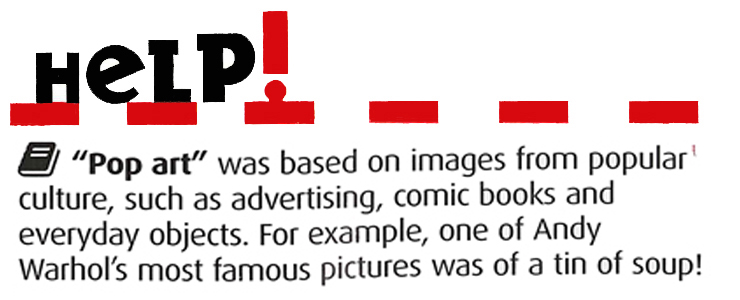 HeLP!
“Pop art” was based on images from popular
culture, such as advertising, comic books and
everyday objects. For example, one of Andy
Warhol’s most famous pictures was of a tin of soup!